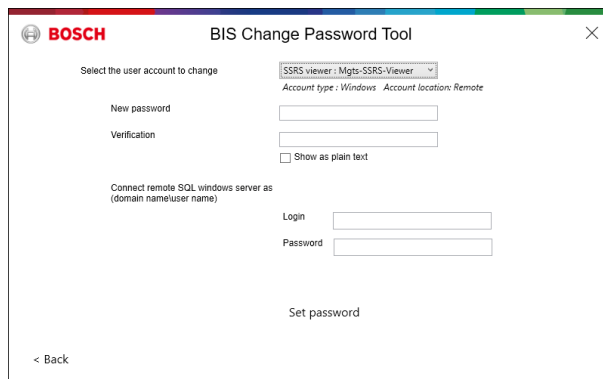 BOSCH
BIS Change Password Tool
Select the user account to change
SSRS viewer : Mgts-SSRS-Viewer
Account type : Windows Account location: Remote
New password
Verification
Show as plain text
Connect remote SQL windows server as
(domain name\user name)
Login
Password
Set password
< Back